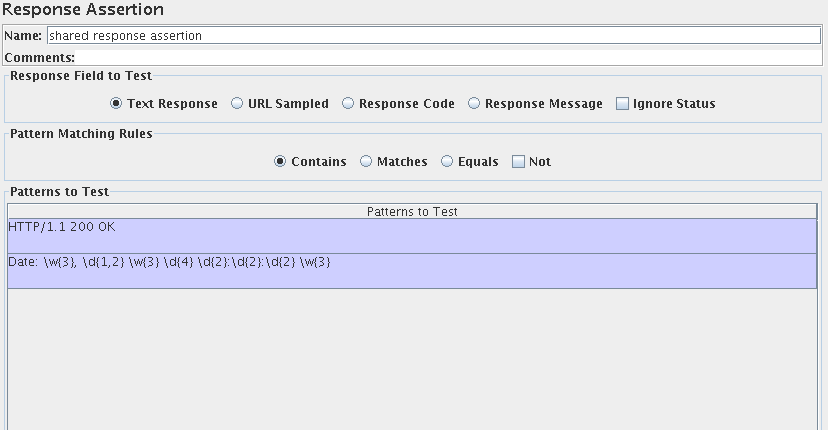 Response Assertion
Name: shared response assertion
Comments:
Response Field to Test
Text Response URL Sampled Response Code Response Message Ignore Status
Pattern Matching Rules
Contains Matches Equals Not
Patterns to Test
Patterns to Test
HTTP/1.1 200 OK
Date: \w{3}, \d{1,2} \w{3} \d{4} \d{2}:\d{2}:\d{2} \w{3}